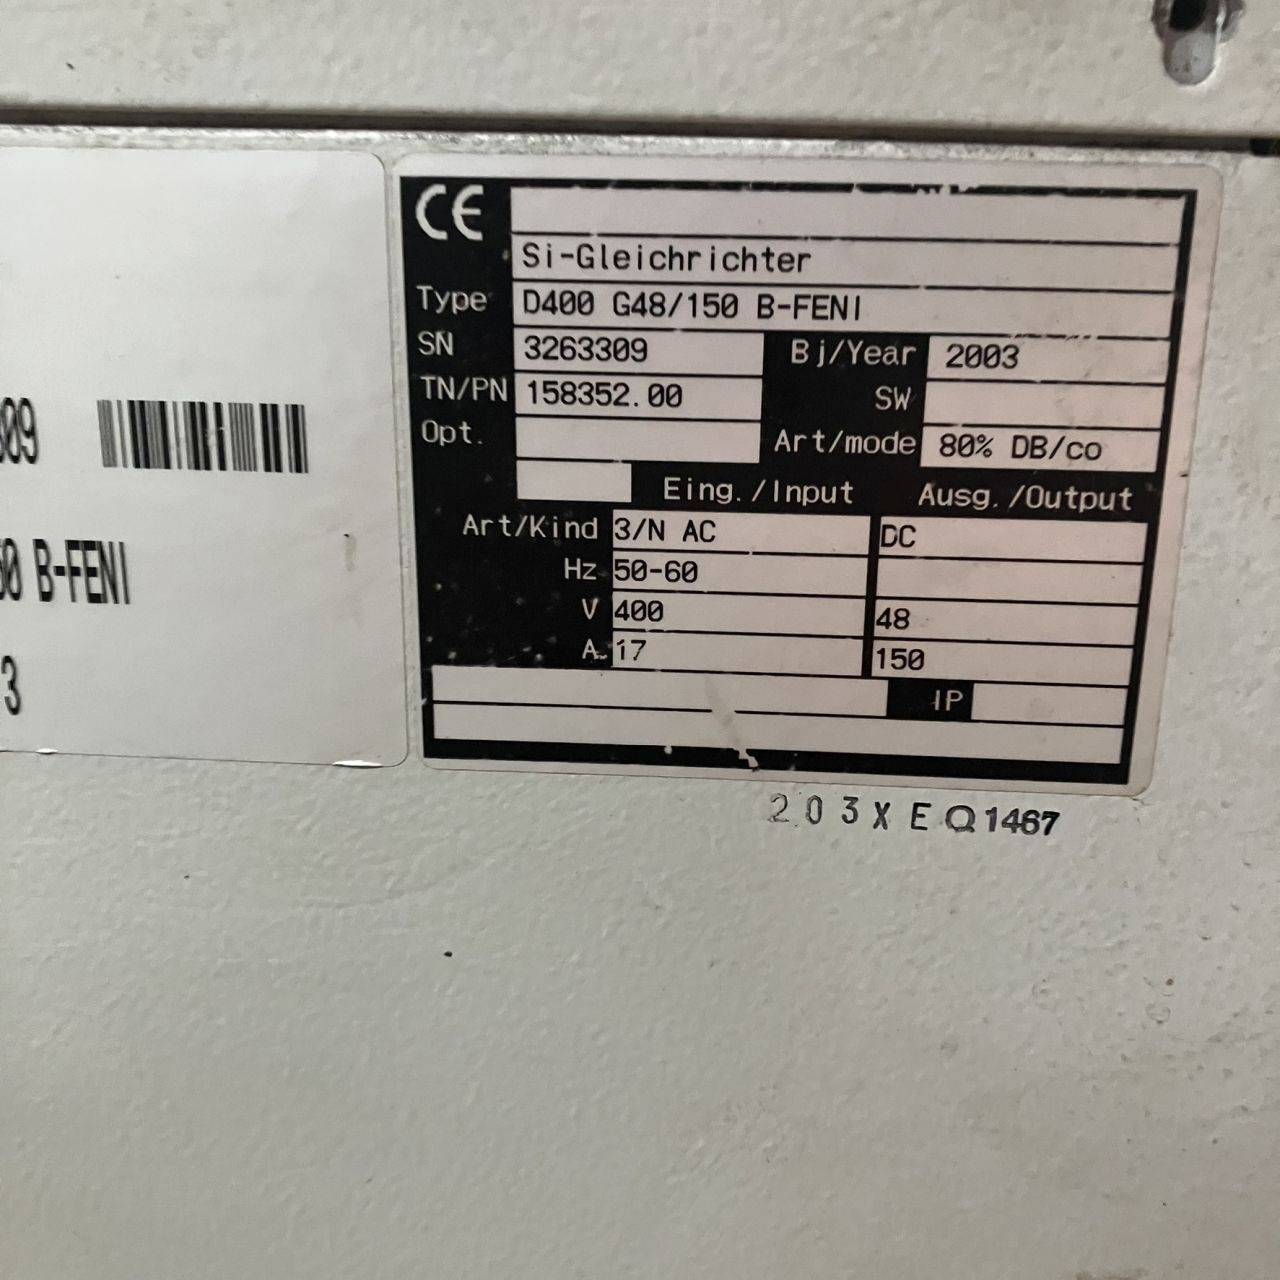 CE
Si-Gleichrichter
Type D400 G48/150 B-FENI
SN 3263309 Bj/Year 2003
TN/PN 158352.00 SW
Opt. Art/mode 80% DB/co
Eing./Input Ausg./Output
Art/Kind 3/N AC DC
Hz 50-60
V 400 48
A 17 150
IP
203XEQ1467
09
50 B-FENI
3